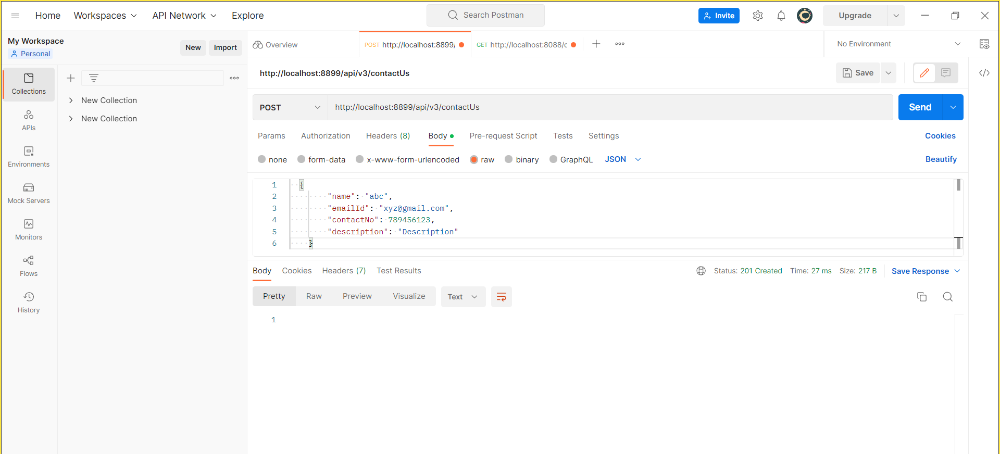 Home Workspaces API Network Explore Search Postman Invite Upgrade
My Workspace
Personal
New Import
Overview POST http://localhost:8899/ GET http://localhost:8088/c No Environment
Collections
APIs
Environments
Mock Servers
Monitors
Flows
History
New Collection
New Collection
http://localhost:8899/api/v3/contactUs Save
POST http://localhost:8899/api/v3/contactUs Send
Params Authorization Headers (8) Body Pre-request Script Tests Settings Cookies
none form-data x-www-form-urlencoded raw binary GraphQL JSON Beautify
1 {
2 "name": "abc",
3 "emailId": "xyz@gmail.com",
4 "contactNo": 789456123,
5 "description": "Description"
6 }
Body Cookies Headers (7) Test Results Status: 201 Created Time: 27 ms Size: 217 B Save Response
Pretty Raw Preview Visualize Text
1